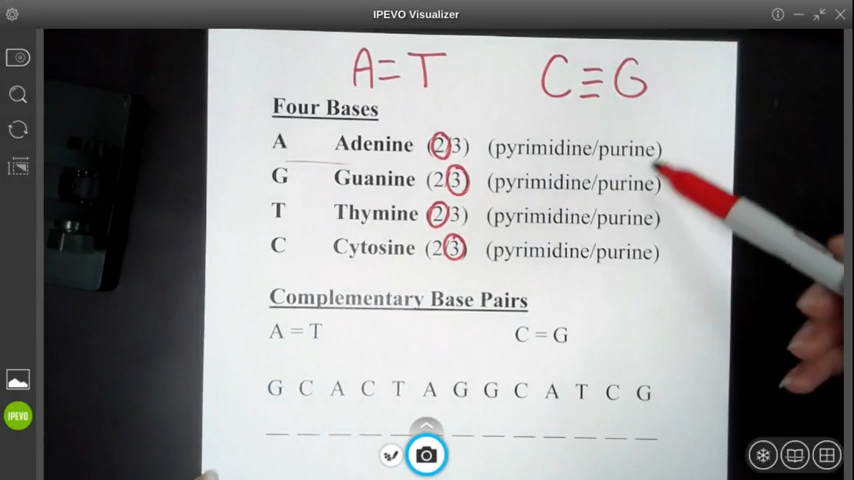 IPEVO Visualizer
A=T C≡G
Four Bases
A Adenine (2/3) (pyrimidine/purine)
G Guanine (2/3) (pyrimidine/purine)
T Thymine (2/3) (pyrimidine/purine)
C Cytosine (2/3) (pyrimidine/purine)
Complementary Base Pairs
A = T C = G
G C A C T A G G C A T C G
IPEVO